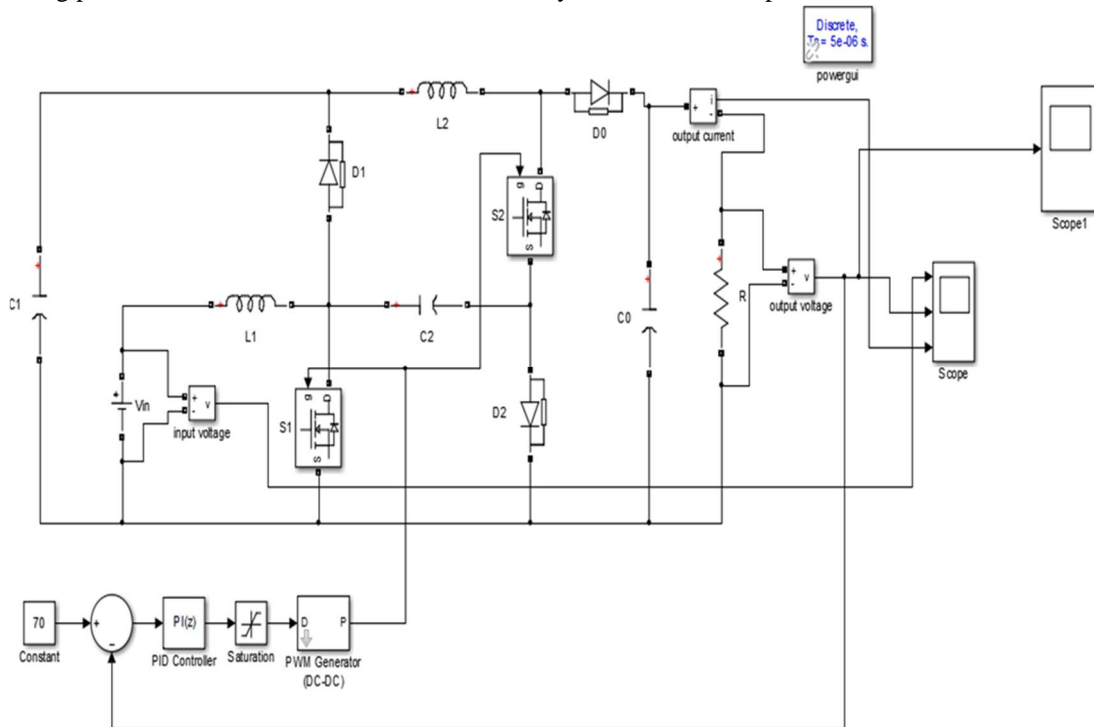 Discrete,
Ts = 5e-06 s.
powergui
L2
D0
+
i
-
output current
D1
g
D
S2
S
Scope1
C1
L1
C2
C0
R
+
-
v
output voltage
Scope
Vin
+
-
v
input voltage
g
D
S1
S
D2
70
Constant
+
-
PI(z)
PID Controller
Saturation
D
P
PWM Generator
(DC-DC)